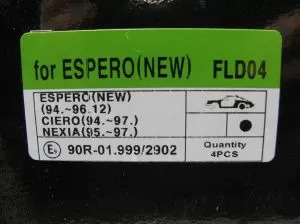 for ESPERO(NEW) FLD04
ESPERO(NEW)
(94.~96.12)
CIERO(94.~97.)
NEXIA(95.~97.)
E9 90R-01.999/2902
Quantity
4PCS